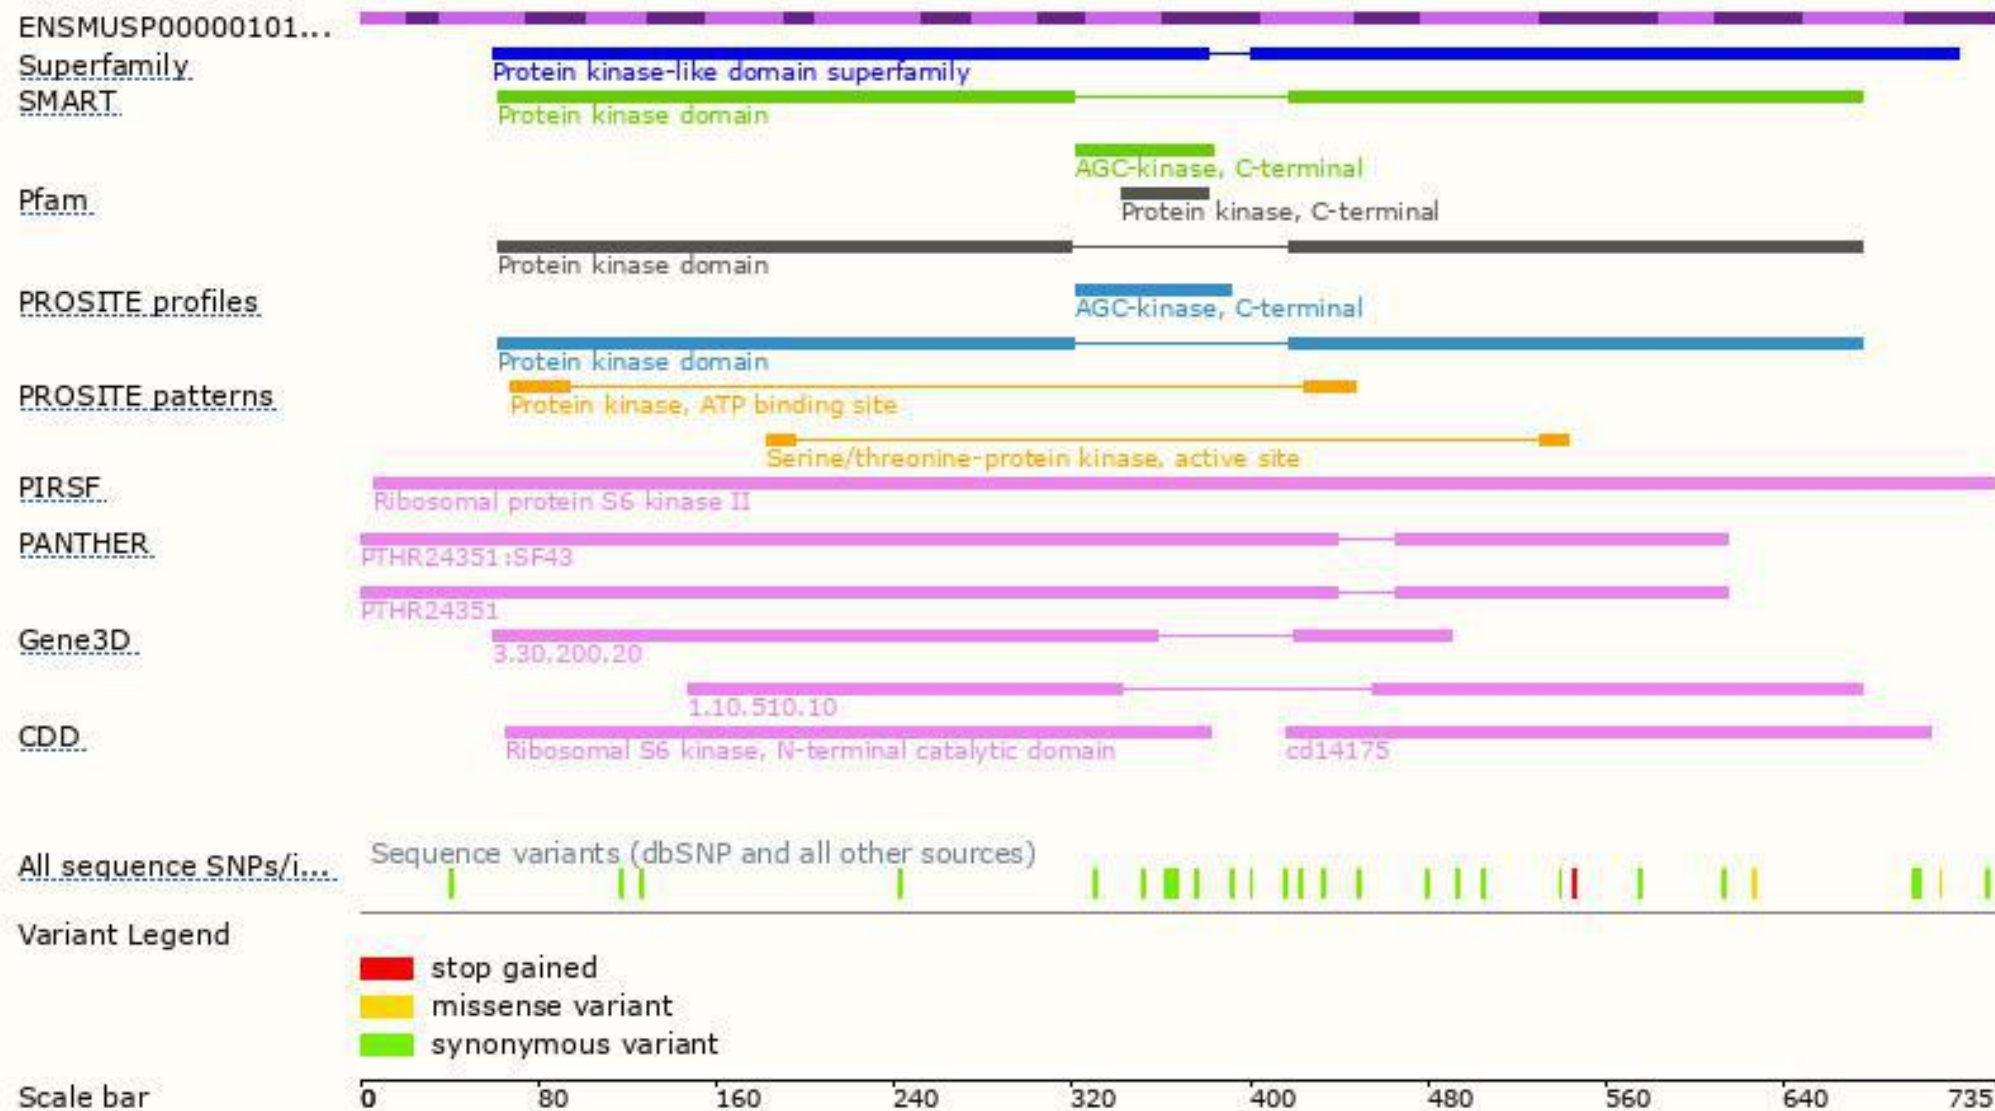 ENSMUSP00000101...
Superfamily
Protein kinase-like domain superfamily
SMART
Protein kinase domain
AGC-kinase, C-terminal
Pfam
Protein kinase, C-terminal
Protein kinase domain
PROSITE profiles
AGC-kinase, C-terminal
Protein kinase domain
PROSITE patterns
Protein kinase, ATP binding site
Serine/threonine-protein kinase, active site
PIRSF
Ribosomal protein S6 kinase II
PANTHER
PTHR24351:SF43
PTHR24351
Gene3D
3.30.200.20
1.10.510.10
CDD
Ribosomal S6 kinase, N-terminal catalytic domain cd14175
Sequence variants (dbSNP and all other sources)
All sequence SNPs/i...
Variant Legend
stop gained
missense variant
synonymous variant
Scale bar 0 80 160 240 320 400 480 560 640 735